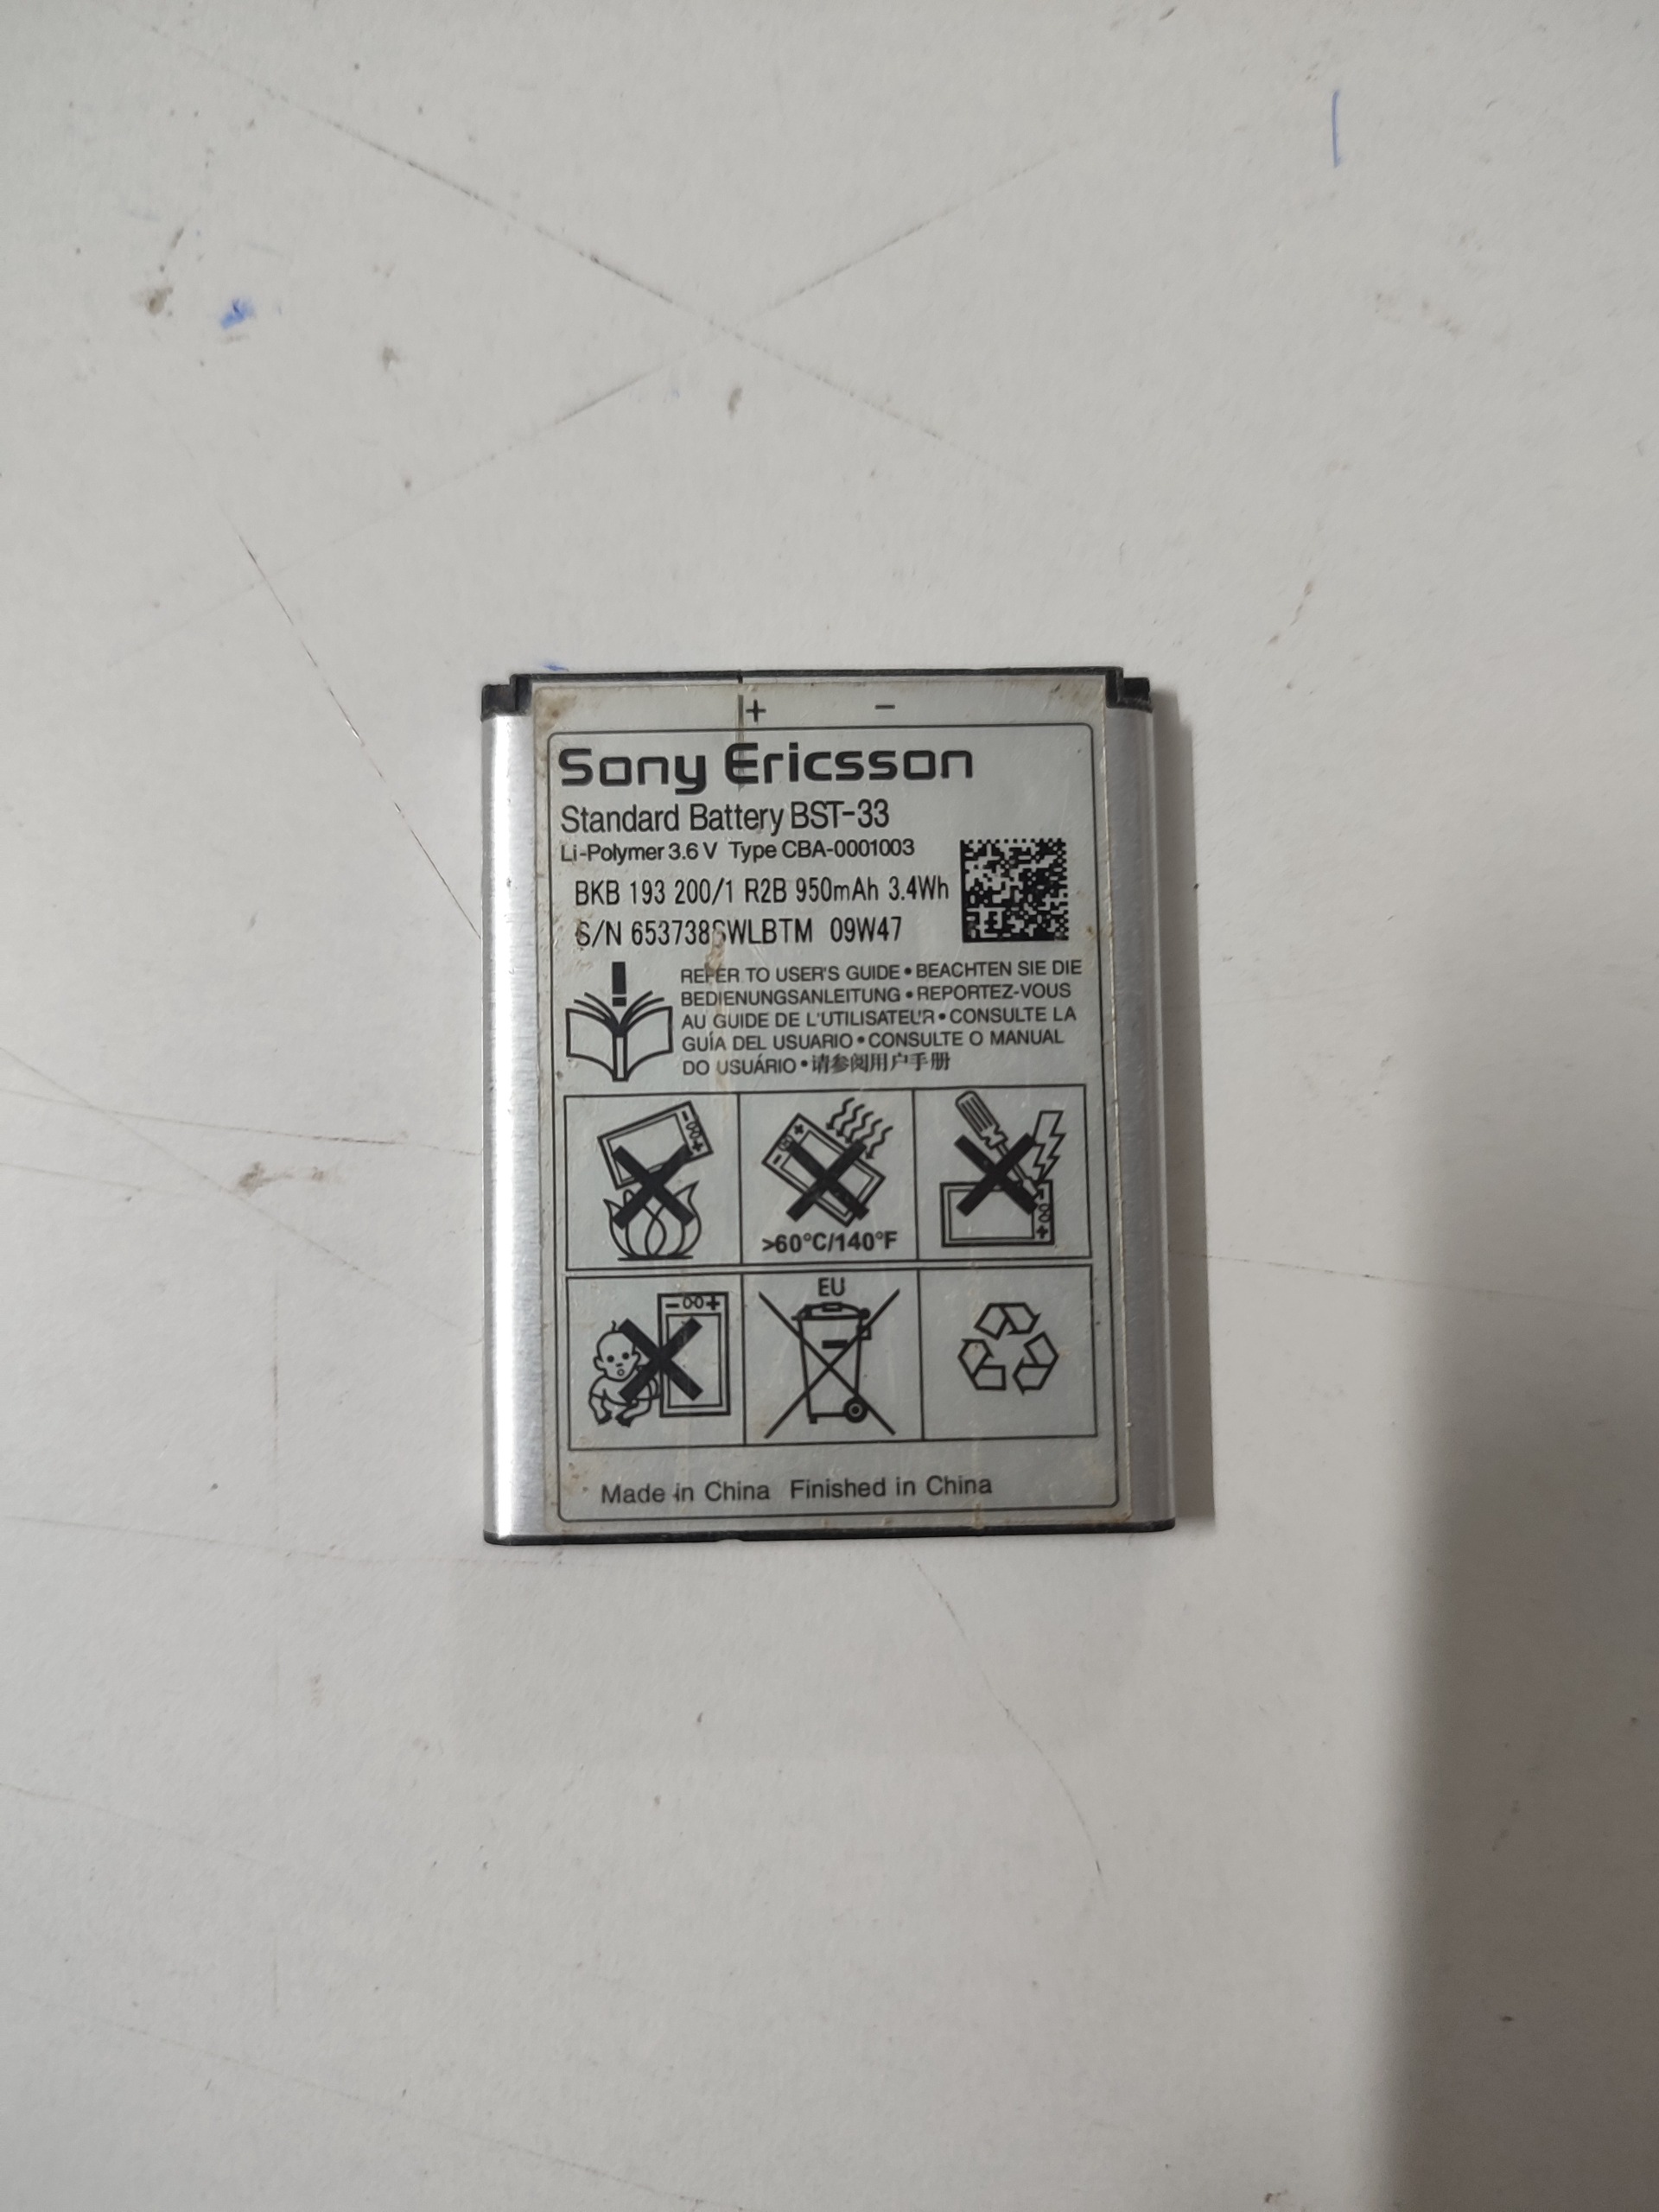 + −
Sony Ericsson
Standard Battery BST-33
Li-Polymer 3.6 V Type CBA-0001003
BKB 193 200/1 R2B 950mAh 3.4Wh
S/N 653738SWLBTM 09W47
REFER TO USER'S GUIDE • BEACHTEN SIE DIE
BEDIENUNGSANLEITUNG • REPORTEZ-VOUS
AU GUIDE DE L'UTILISATEUR • CONSULTE LA
GUÍA DEL USUARIO • CONSULTE O MANUAL
DO USUÁRIO • 请参阅用户手册
>60°C/140°F
EU
Made in China Finished in China